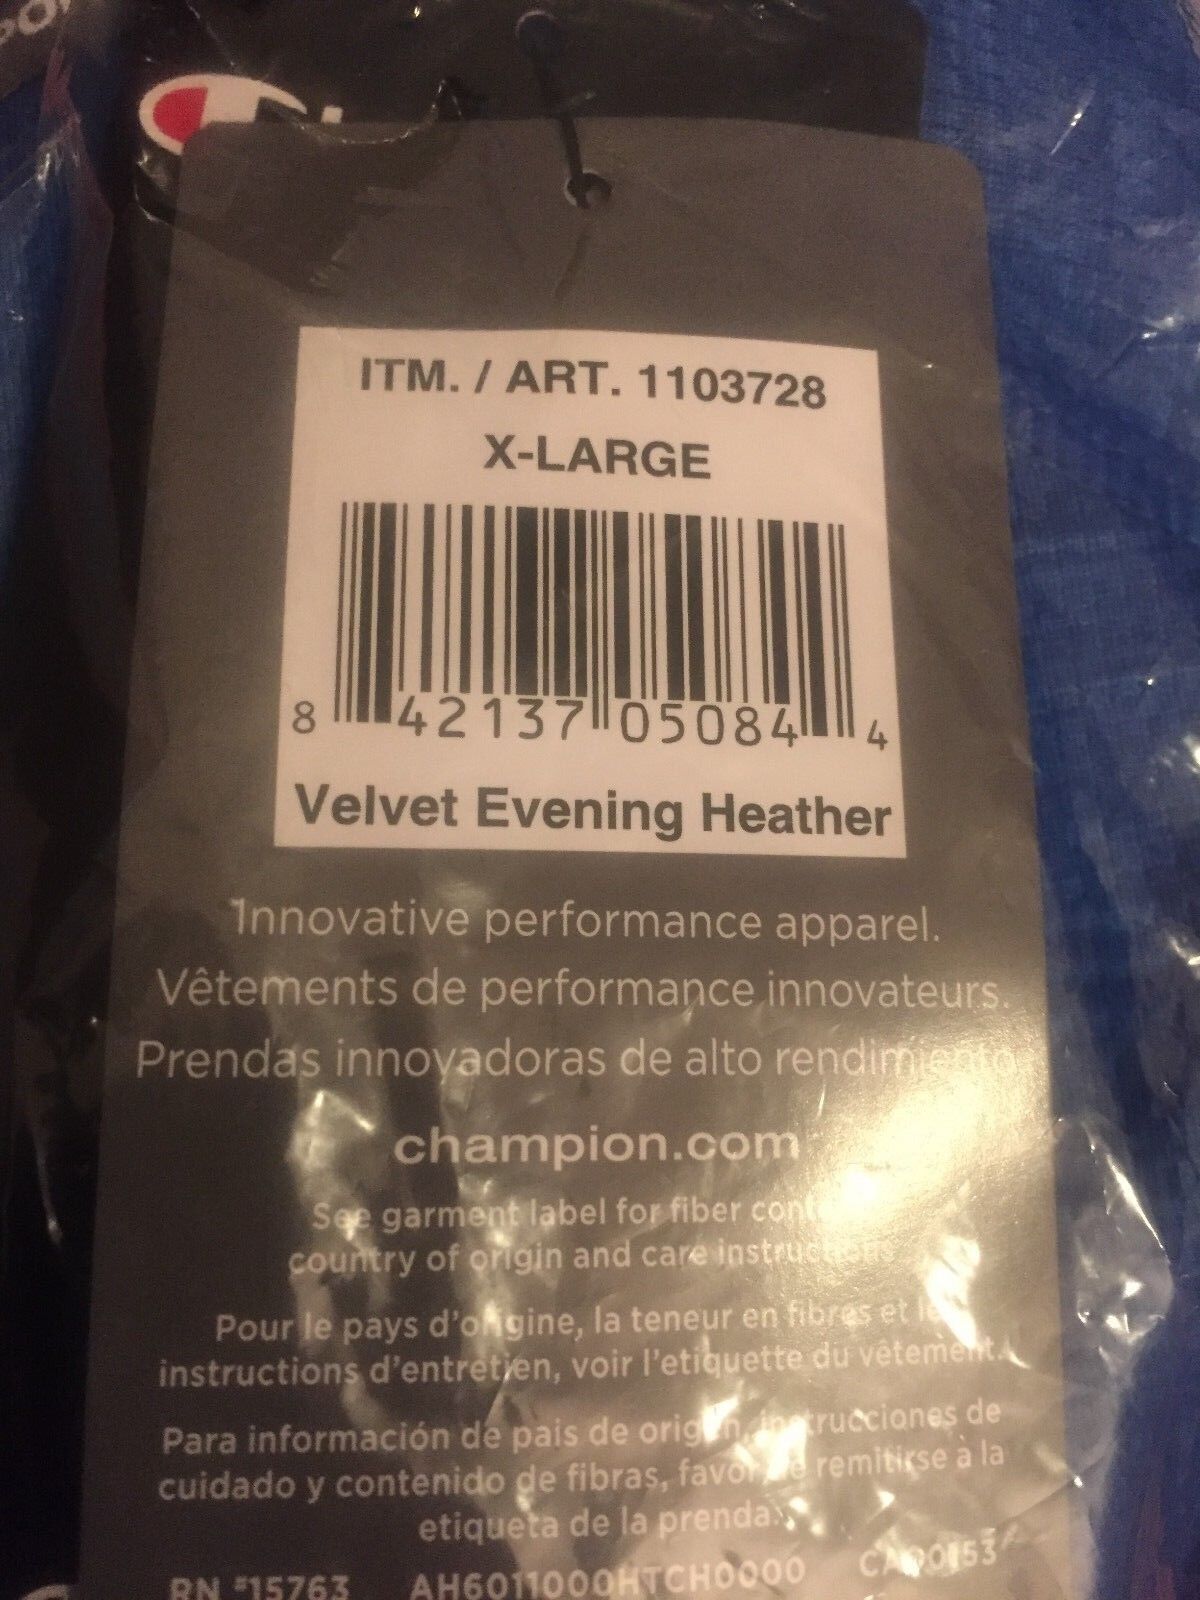 ITM. / ART. 1103728
X-LARGE
8 42137 05084 4
Velvet Evening Heather
Innovative performance apparel.
Vêtements de performance innovateurs.
Prendas innovadoras de alto rendimiento
champion.com
See garment label for fiber
country of origin and care instructions
Pour le pays d'origine, la teneur en fibres et
instructions d'entretien, voir l'etiquette du vêtement.
Para información de pais de origen, instrucciones de
cuidado y contenido de fibras, favor de remitirse à la
etiqueta de la prenda.
RN #15763 AH6011000HTCH0000 CA00153